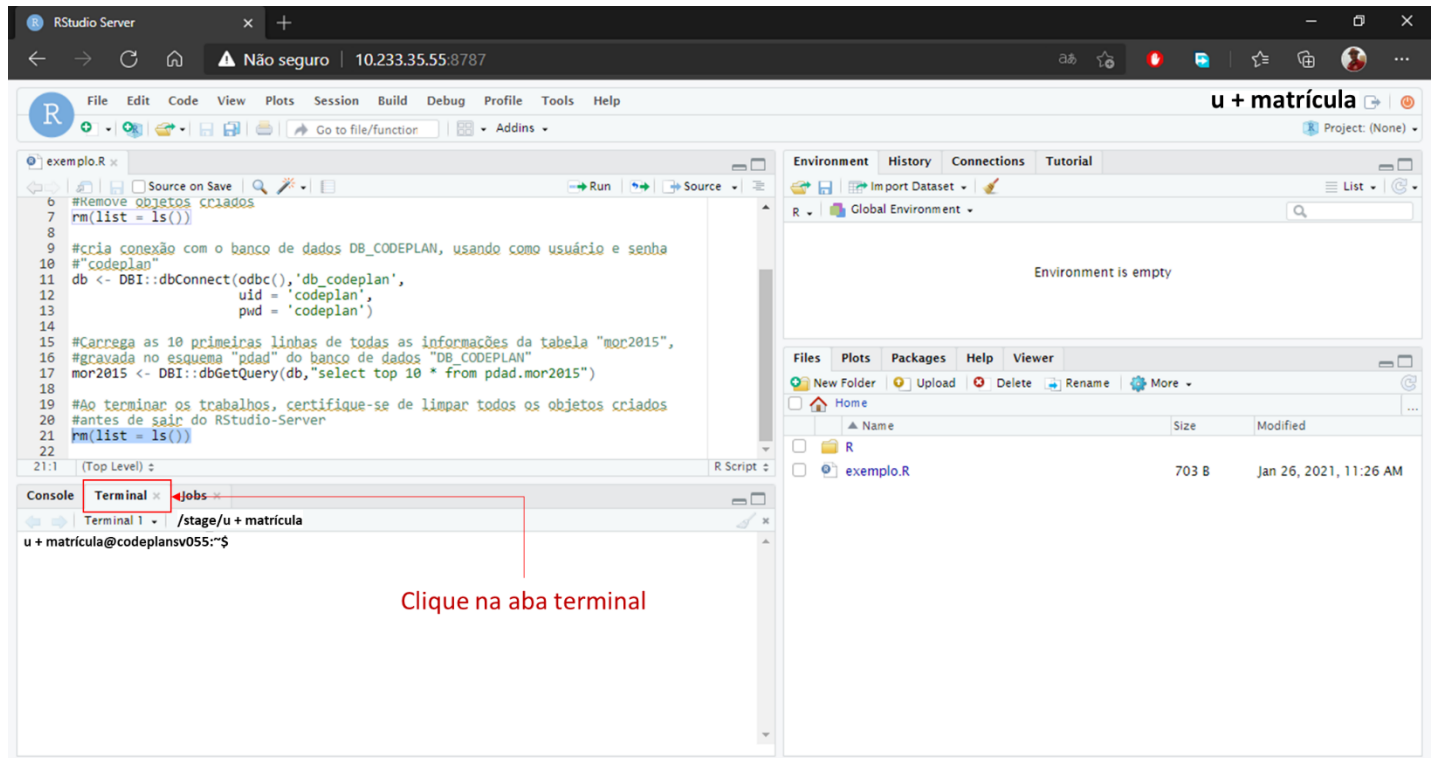 RStudio Server
Não seguro | 10.233.35.55:8787
File Edit Code View Plots Session Build Debug Profile Tools Help
u + matrícula
Go to file/function Addins
Project: (None)
exemplo.R
Source on Save Run Source
6 #Remove objetos criados
7 rm(list = ls())
8
9 #cria conexão com o banco de dados DB_CODEPLAN, usando como usuário e senha
10 #"codeplan"
11 db <- DBI::dbConnect(odbc(),'db_codeplan',
12 uid = 'codeplan',
13 pwd = 'codeplan')
14
15 #Carrega as 10 primeiras linhas de todas as informações da tabela "mor2015",
16 #gravada no esquema "pdad" do banco de dados "DB_CODEPLAN"
17 mor2015 <- DBI::dbGetQuery(db,"select top 10 * from pdad.mor2015")
18
19 #Ao terminar os trabalhos, certifique-se de limpar todos os objetos criados
20 #antes de sair do RStudio-Server
21 rm(list = ls())
22
21:1 (Top Level) R Script
Console Terminal Jobs
Terminal 1 /stage/u + matrícula
u + matrícula@codeplansv055:~$
Clique na aba terminal
Environment History Connections Tutorial
Import Dataset List
R Global Environment
Environment is empty
Files Plots Packages Help Viewer
New Folder Upload Delete Rename More
Home
Name Size Modified
R
exemplo.R 703 B Jan 26, 2021, 11:26 AM